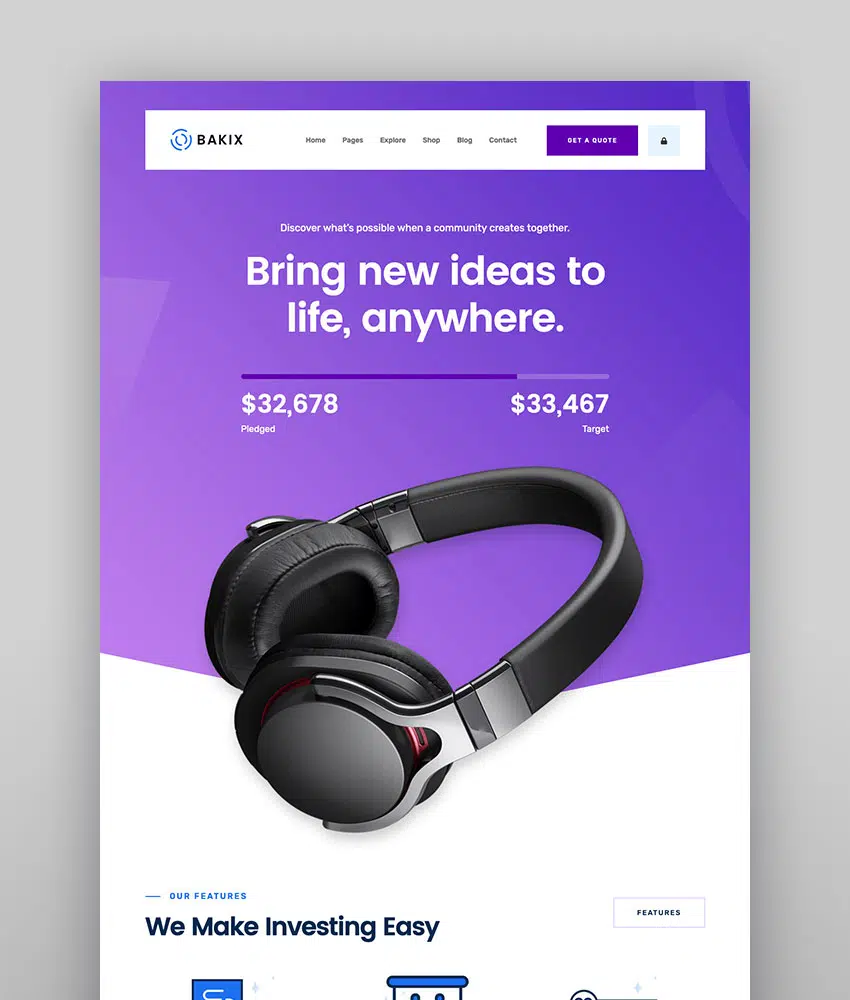 BAKIX
Home Pages Explore Shop Blog Contact
GET A QUOTE
Discover what's possible when a community creates together.
Bring new ideas to
life, anywhere.
$32,678 $33,467
Pledged Target
OUR FEATURES
We Make Investing Easy
FEATURES